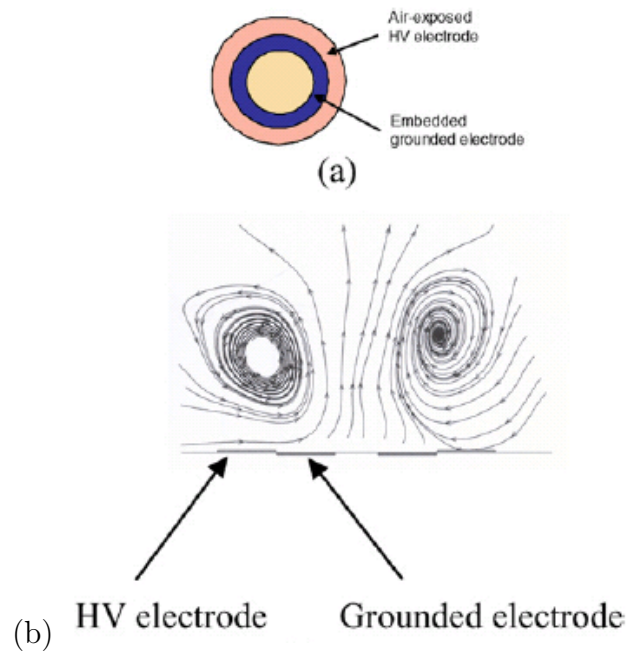 Air-exposed
HV electrode
Embedded
grounded electrode
(a)
HV electrode
Grounded electrode
(b)